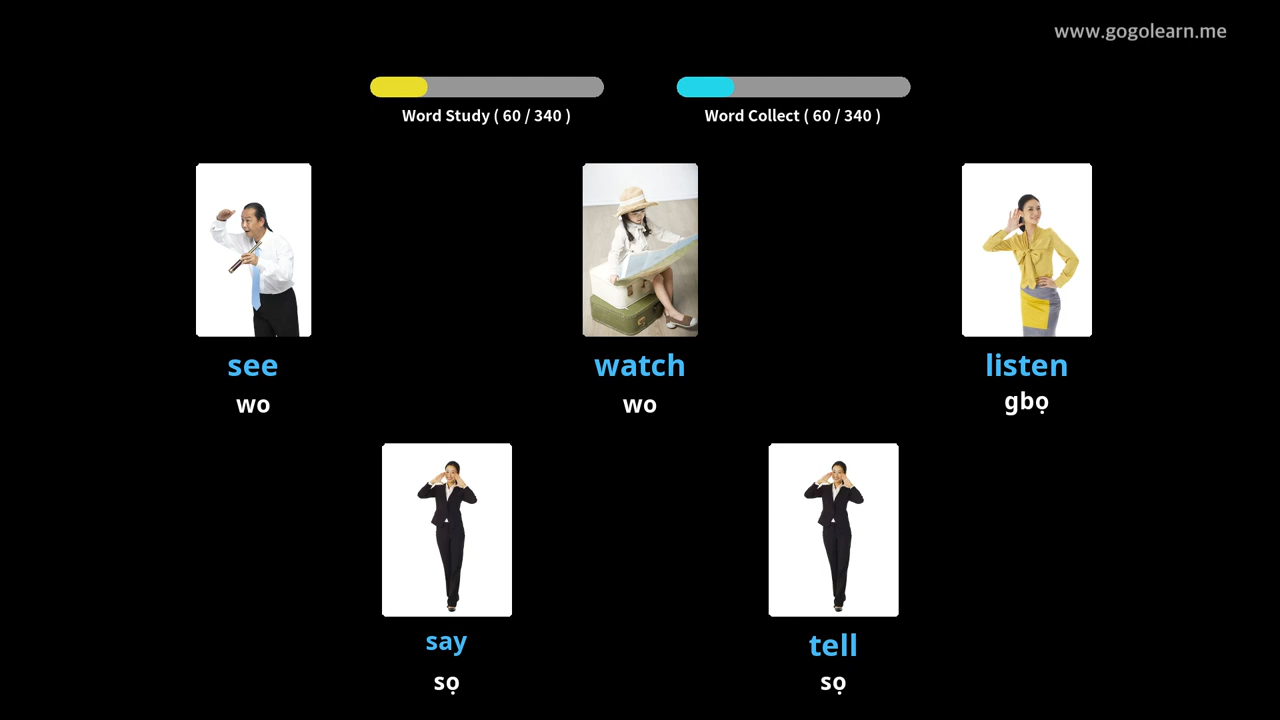 www.gogolearn.me
Word Study ( 60 / 340 )
Word Collect ( 60 / 340 )
see
wo
watch
wo
listen
gbọ
say
sọ
tell
sọ